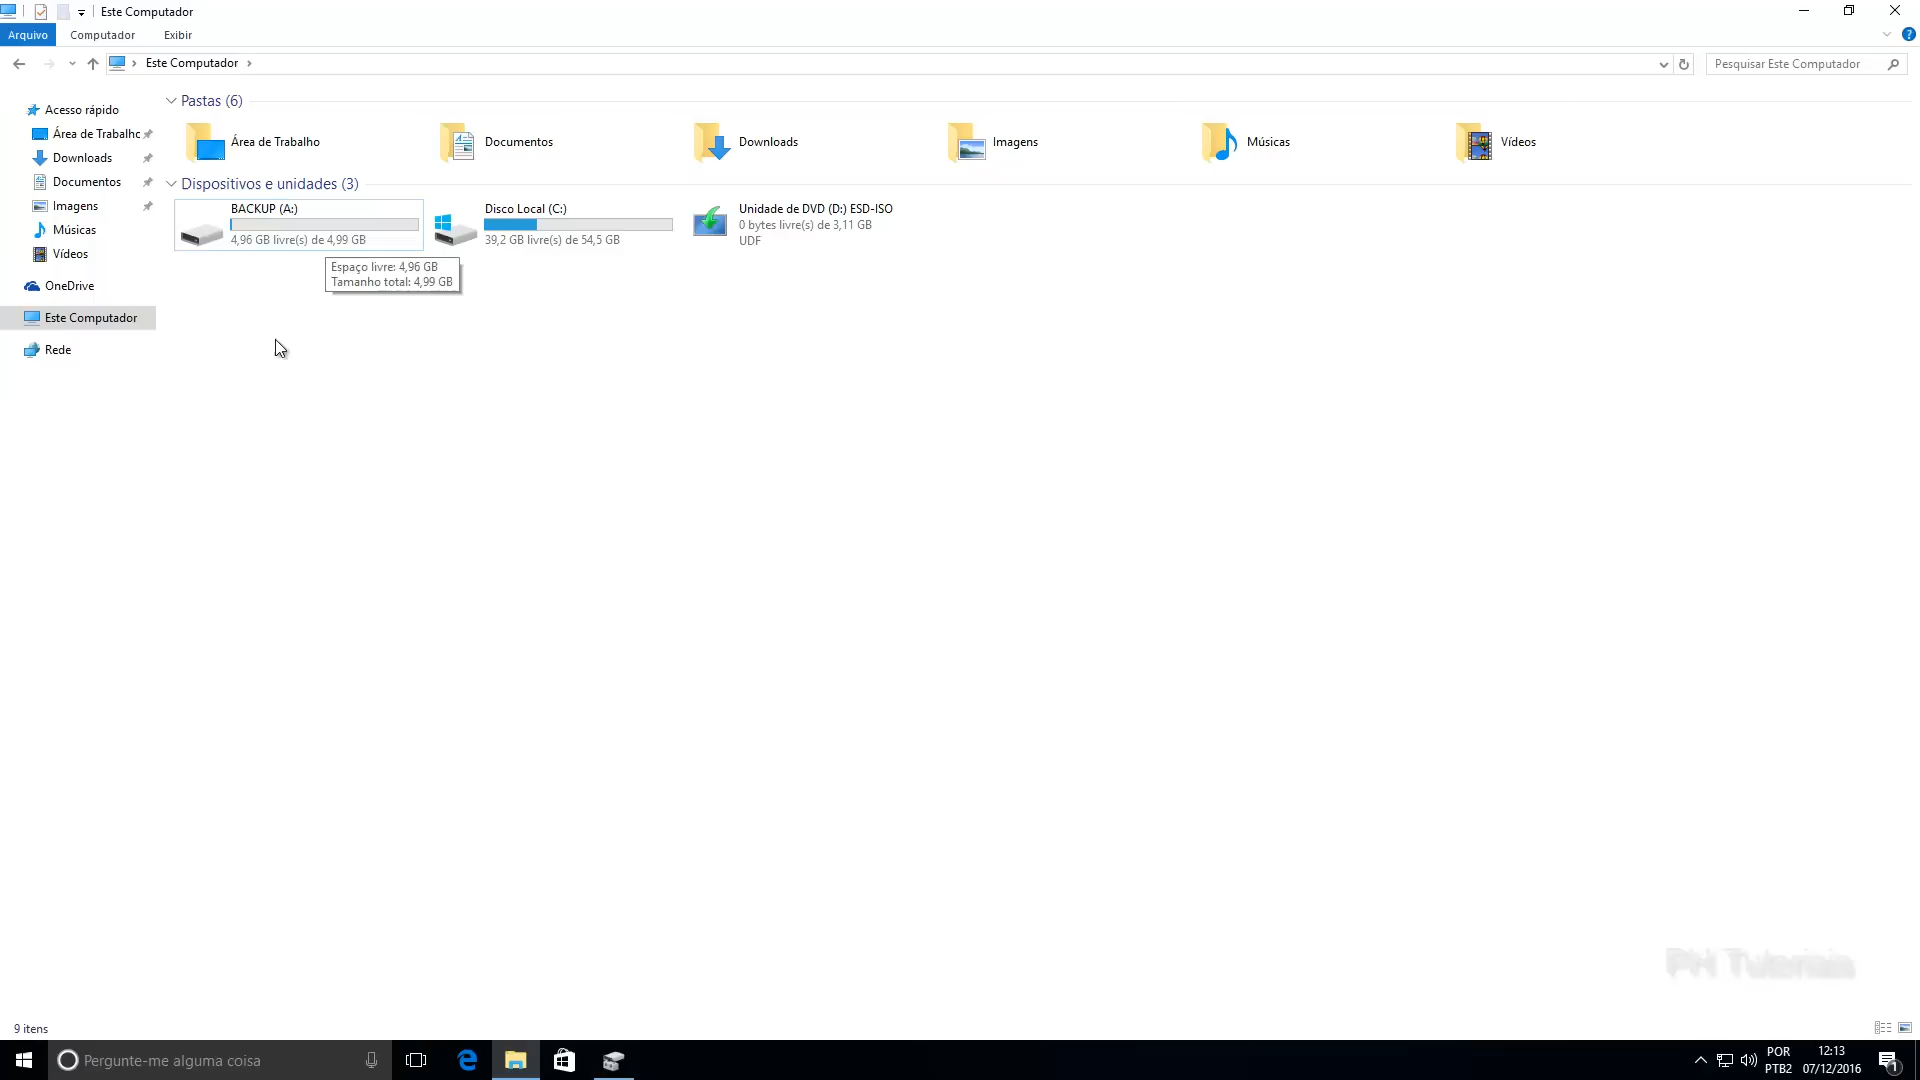 Este Computador
Arquivo
Computador
Exibir
Este Computador
Pesquisar Este Computador
Acesso rápido
Área de Trabalho
Downloads
Documentos
Imagens
Músicas
Vídeos
OneDrive
Este Computador
Rede
Pastas (6)
Área de Trabalho
Documentos
Downloads
Imagens
Músicas
Vídeos
Dispositivos e unidades (3)
BACKUP (A:)
4,96 GB livre(s) de 4,99 GB
Disco Local (C:)
39,2 GB livre(s) de 54,5 GB
Unidade de DVD (D:) ESD-ISO
0 bytes livre(s) de 3,11 GB
UDF
Espaço livre: 4,96 GB
Tamanho total: 4,99 GB
PH Tutoriais
9 itens
Pergunte-me alguma coisa
POR
PTB2
12:13
07/12/2016
1